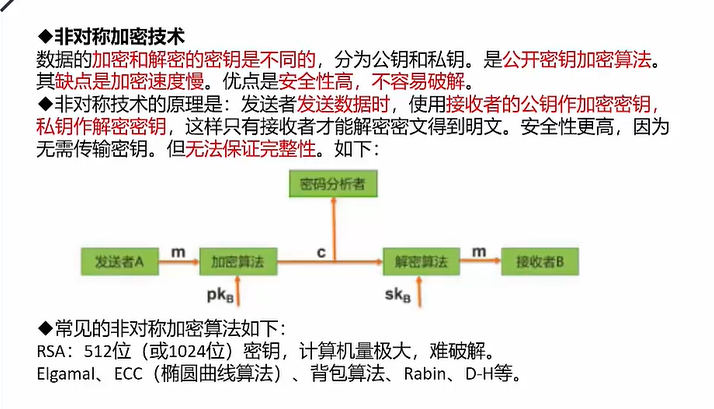 ◆非对称加密技术
数据的加密和解密的密钥是不同的，分为公钥和私钥。是公开密钥加密算法。
其缺点是加密速度慢。优点是安全性高，不容易破解。
◆非对称技术的原理是：发送者发送数据时，使用接收者的公钥作加密密钥，
私钥作解密密钥，这样只有接收者才能解密密文得到明文。安全性更高，因为
无需传输密钥。但无法保证完整性。如下：
密码分析者
发送者A
m
加密算法
c
解密算法
m
接收者B
pkB
skB
◆常见的非对称加密算法如下：
RSA：512位（或1024位）密钥，计算机量极大，难破解。
Elgamal、ECC（椭圆曲线算法）、背包算法、Rabin、D-H等。